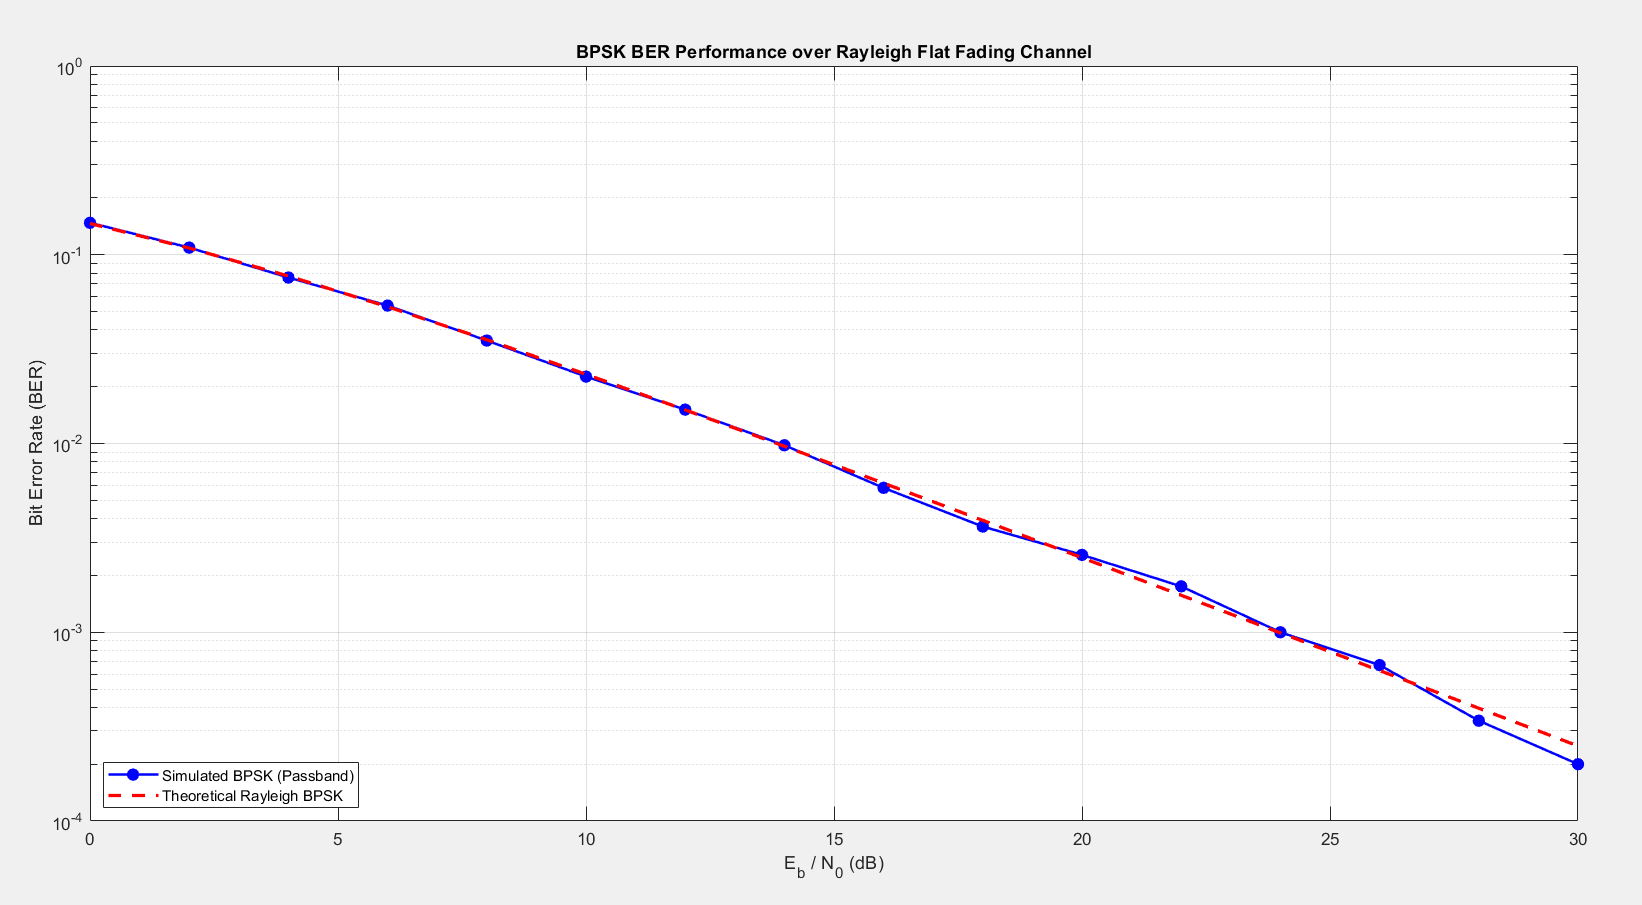 BPSK BER Performance over Rayleigh Flat Fading Channel
10^0
10^-1
10^-2
10^-3
10^-4
Bit Error Rate (BER)
Simulated BPSK (Passband)
Theoretical Rayleigh BPSK
0 5 10 15 20 25 30
E_b / N_0 (dB)